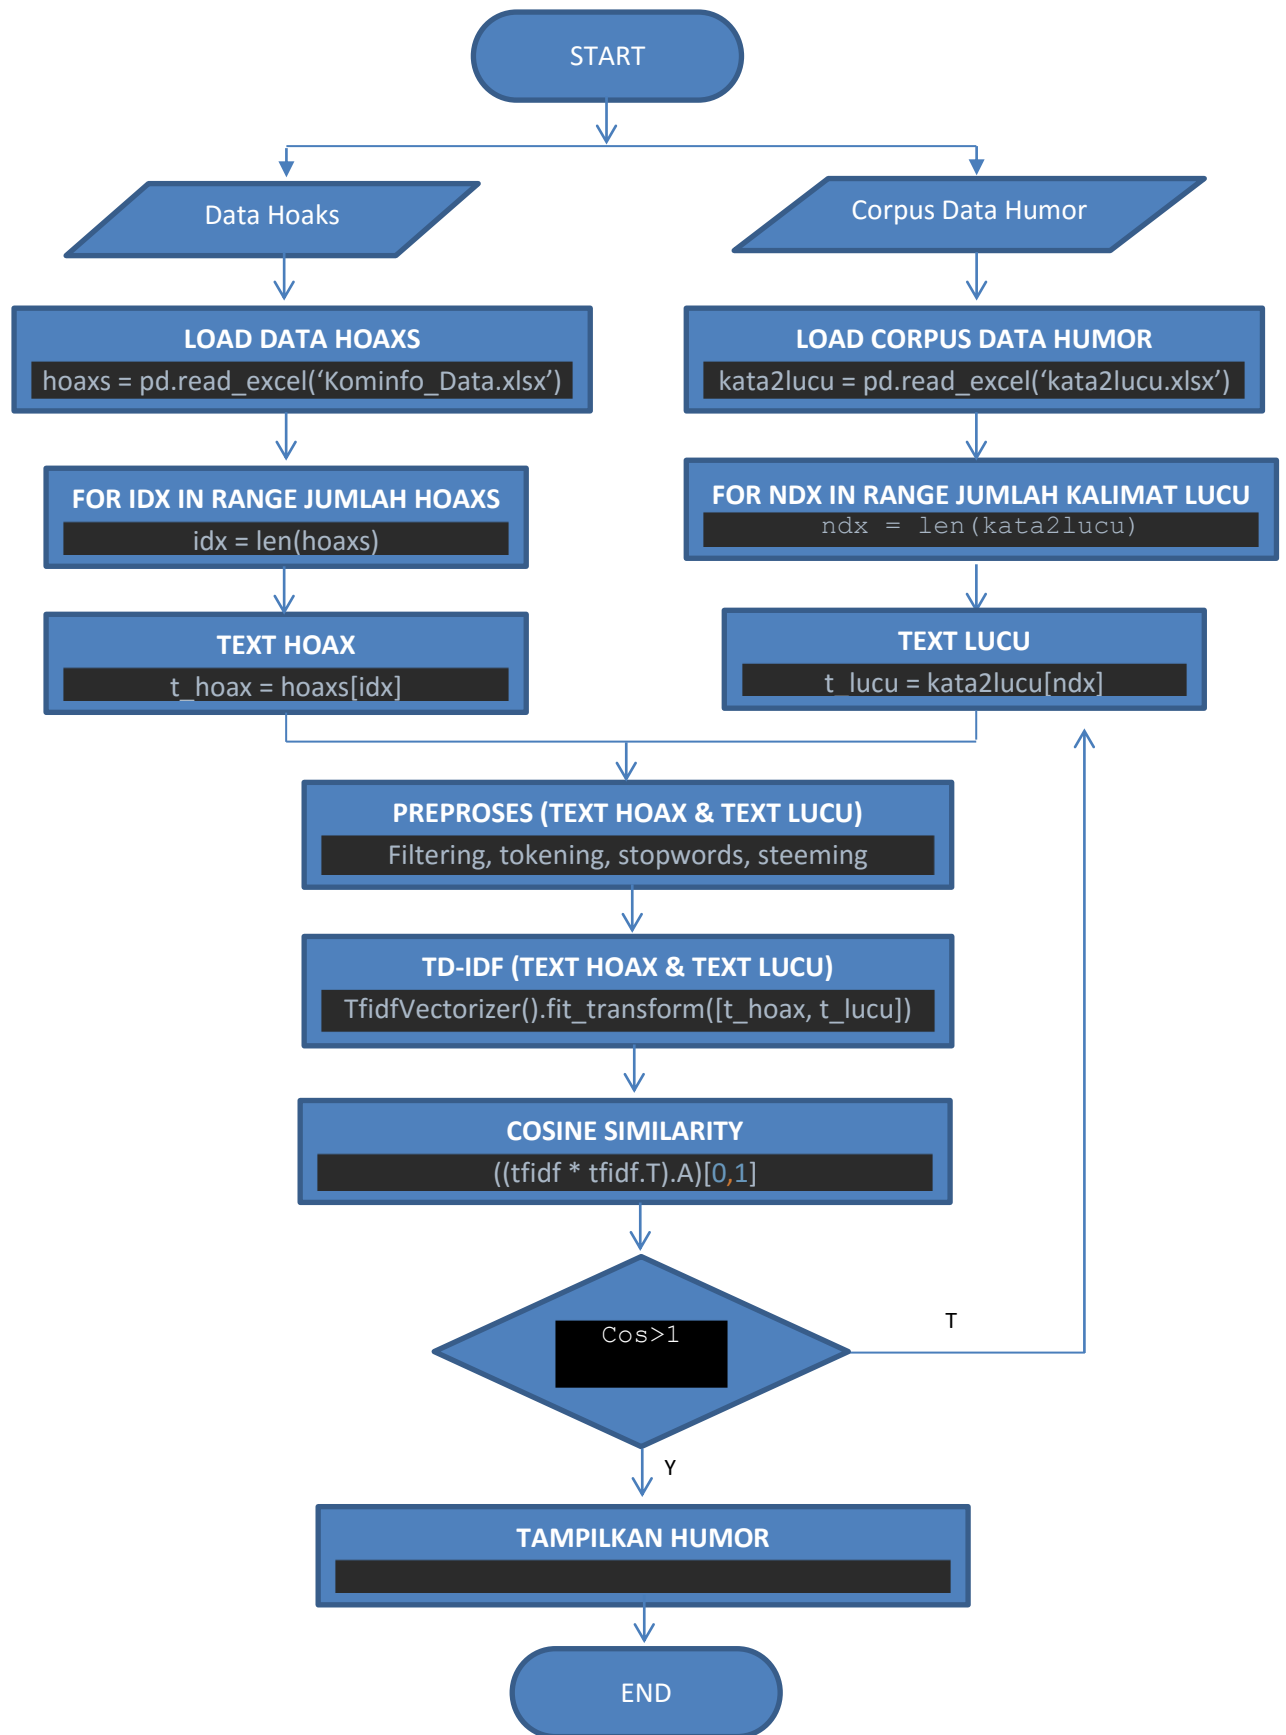 START
Data Hoaks
Corpus Data Humor
LOAD DATA HOAXS
hoaxs = pd.read_excel(‘Kominfo_Data.xlsx’)
LOAD CORPUS DATA HUMOR
kata2lucu = pd.read_excel(‘kata2lucu.xlsx’)
FOR IDX IN RANGE JUMLAH HOAXS
idx = len(hoaxs)
FOR NDX IN RANGE JUMLAH KALIMAT LUCU
ndx = len(kata2lucu)
TEXT HOAX
t_hoax = hoaxs[idx]
TEXT LUCU
t_lucu = kata2lucu[ndx]
PREPROSES (TEXT HOAX & TEXT LUCU)
Filtering, tokening, stopwords, steeming
TD-IDF (TEXT HOAX & TEXT LUCU)
TfidfVectorizer().fit_transform([t_hoax, t_lucu])
COSINE SIMILARITY
((tfidf * tfidf.T).A)[0,1]
Cos>1
T
Y
TAMPILKAN HUMOR
END